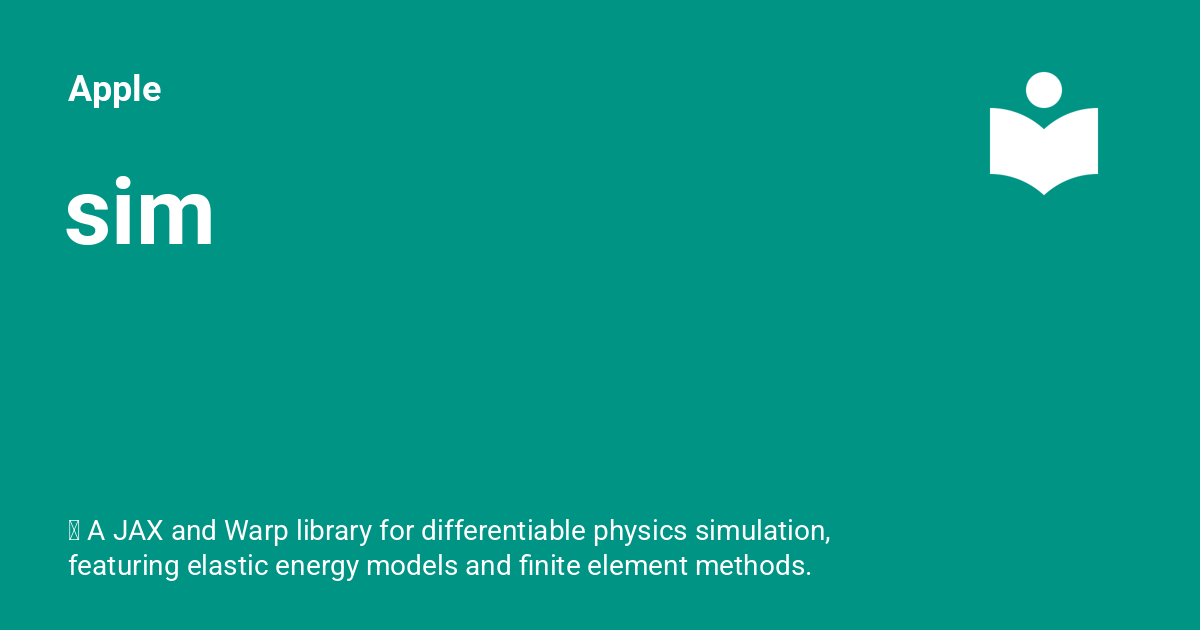 Apple
sim
A JAX and Warp library for differentiable physics simulation,
featuring elastic energy models and finite element methods.